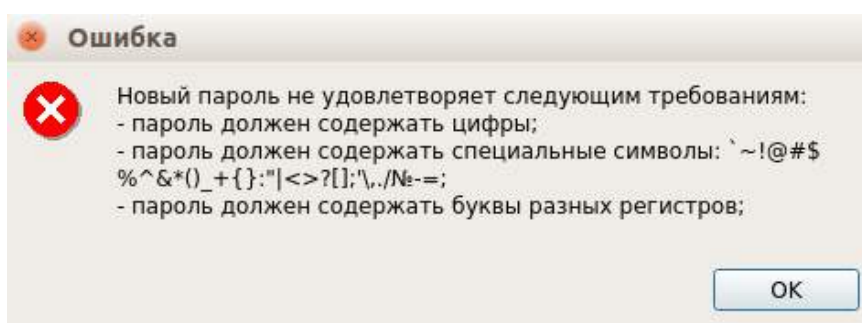 Ошибка
Новый пароль не удовлетворяет следующим требованиям:
- пароль должен содержать цифры;
- пароль должен содержать специальные символы: `~!@#$
%^&*()_+{}:"|<>?[];'\,./№-=;
- пароль должен содержать буквы разных регистров;
OK